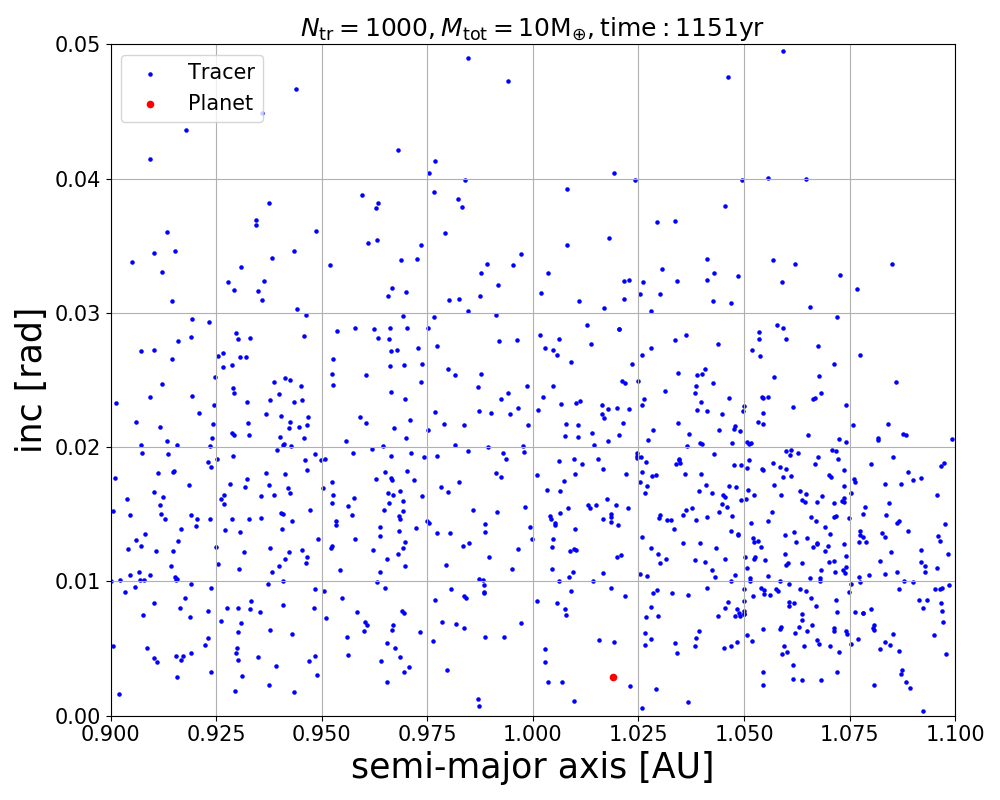 N_tr = 1000, M_tot = 10M_⊕, time : 1151yr
Tracer
Planet
inc [rad]
0.05
0.04
0.03
0.02
0.01
0.00
0.900 0.925 0.950 0.975 1.000 1.025 1.050 1.075 1.100
semi-major axis [AU]